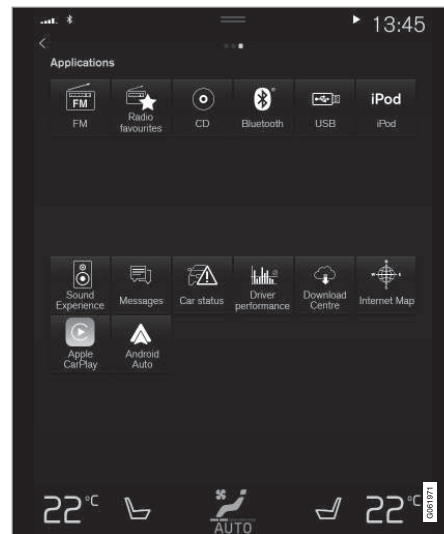 13:45
Applications
FM
iPod
FM
Radio
favourites
CD
Bluetooth
USB
iPod
Sound
Experience
Messages
Car status
Driver
performance
Download
Centre
Internet Map
Apple
CarPlay
Android
Auto
22°C
AUTO
22°C
G061971